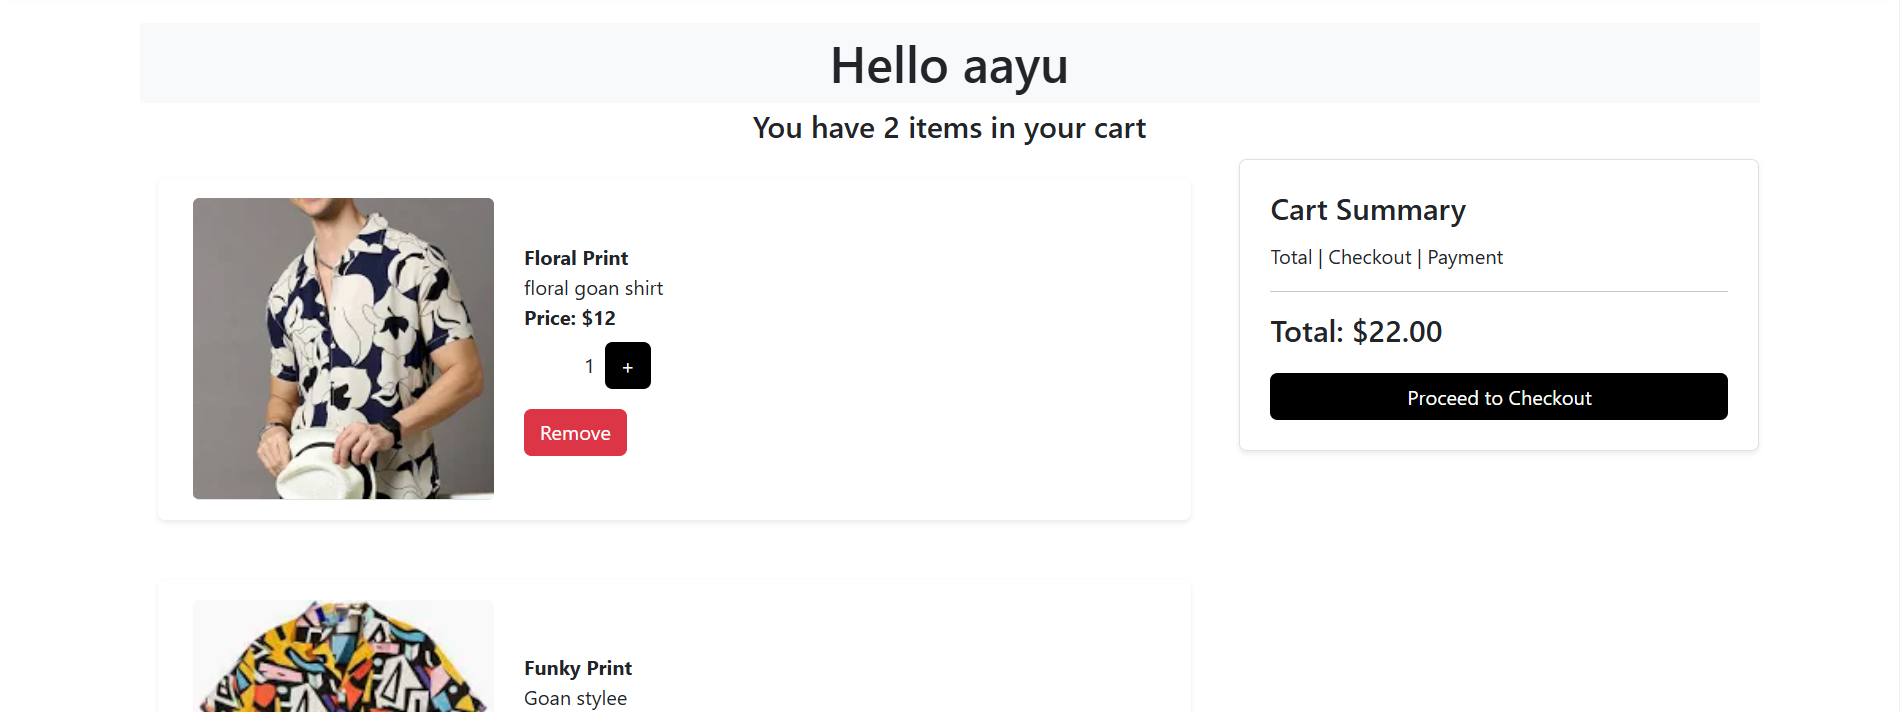 Hello aayu
You have 2 items in your cart
Floral Print
floral goan shirt
Price: $12
1 +
Remove
Funky Print
Goan stylee
Cart Summary
Total | Checkout | Payment
Total: $22.00
Proceed to Checkout